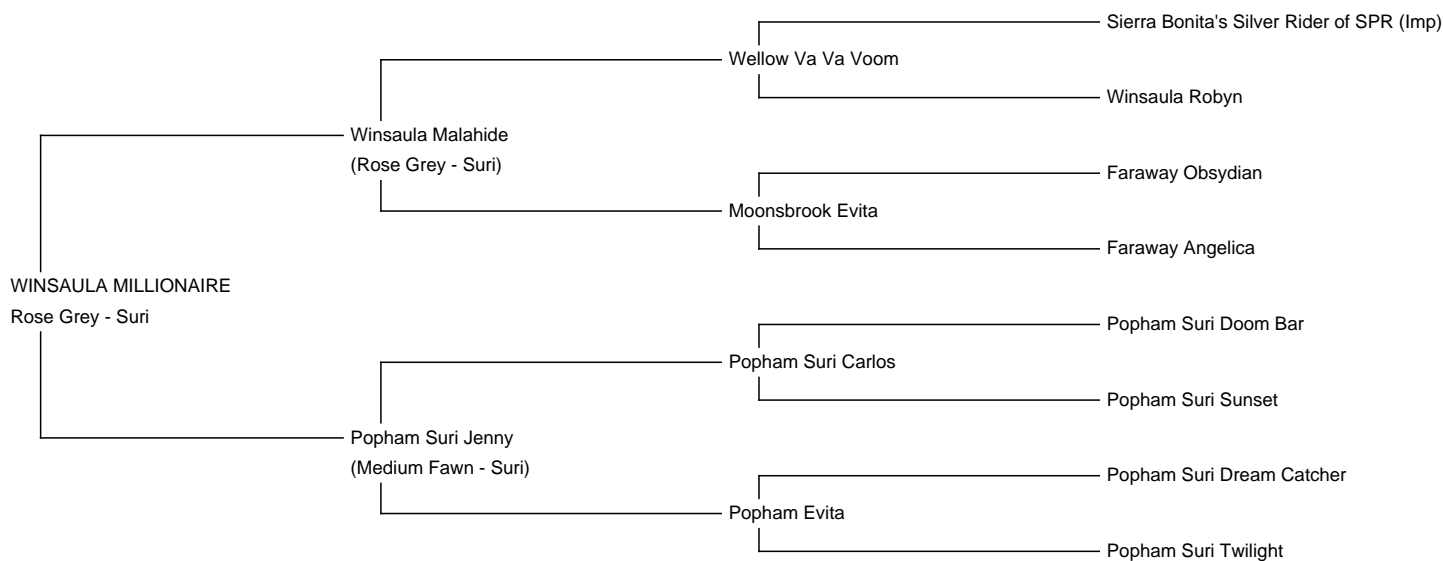 Sierra Bonita's Silver Rider of SPR (Imp)
Wellow Va Va Voom
Winsaula Robyn
Winsaula Malahide
(Rose Grey - Suri)
Faraway Obsydian
Moonsbrook Evita
Faraway Angelica
WINSAULA MILLIONAIRE
Rose Grey - Suri
Popham Suri Doom Bar
Popham Suri Carlos
Popham Suri Sunset
Popham Suri Jenny
(Medium Fawn - Suri)
Popham Suri Dream Catcher
Popham Evita
Popham Suri Twilight